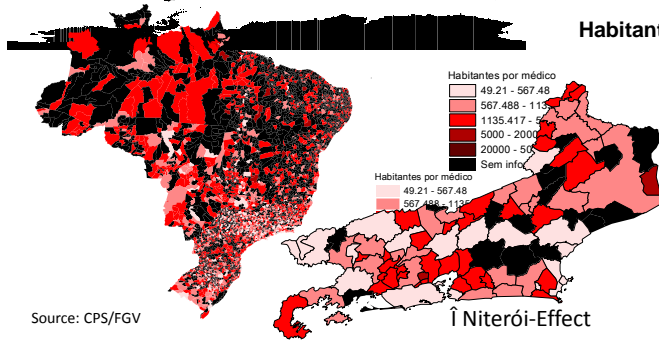 Habitant
Habitantes por médico
49.21 - 567.48
567.488 - 113
1135.417 - 5
5000 - 2000
20000 - 50
Sem info
Habitantes por médico
49.21 - 567.48
567.488 - 1135
Source: CPS/FGV
Î Niterói-Effect